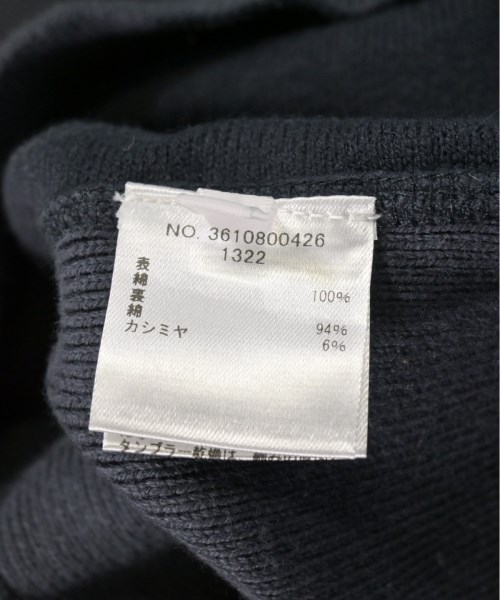 NO. 3610800426
1322
表
綿 100%
裏
綿 94%
カシミヤ 6%
タンブラー乾燥は